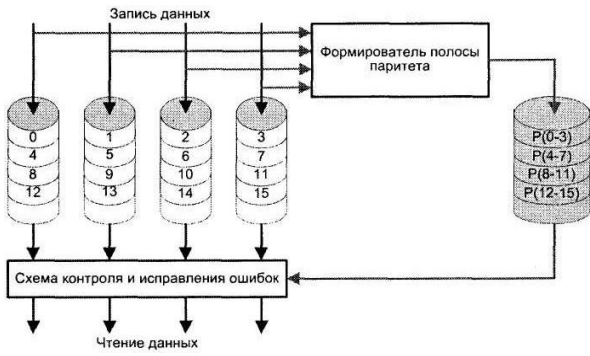 Запись данных
Формирователь полосы
паритета
0 1 2 3
4 5 6 7
8 9 10 11
12 13 14 15
P(0-3)
P(4-7)
P(8-11)
P(12-15)
Схема контроля и исправления ошибок
Чтение данных